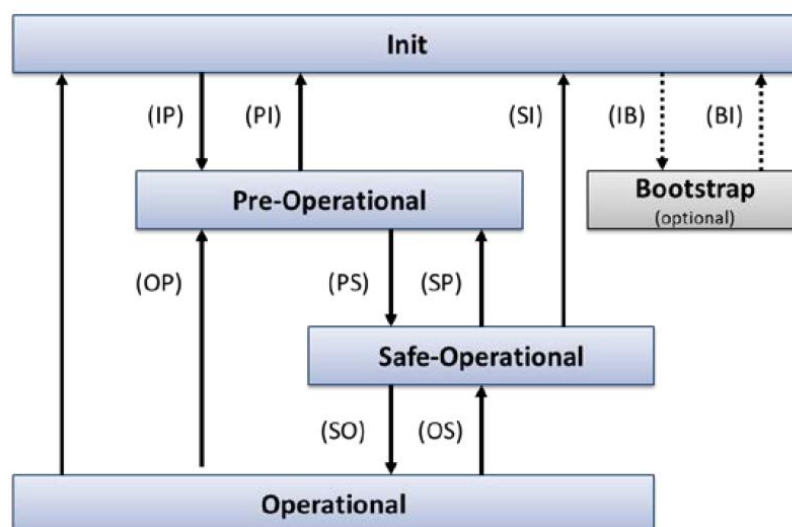 Init
(IP)
(PI)
(SI)
(IB)
(BI)
Pre-Operational
Bootstrap
(optional)
(OP)
(PS)
(SP)
Safe-Operational
(SO)
(OS)
Operational